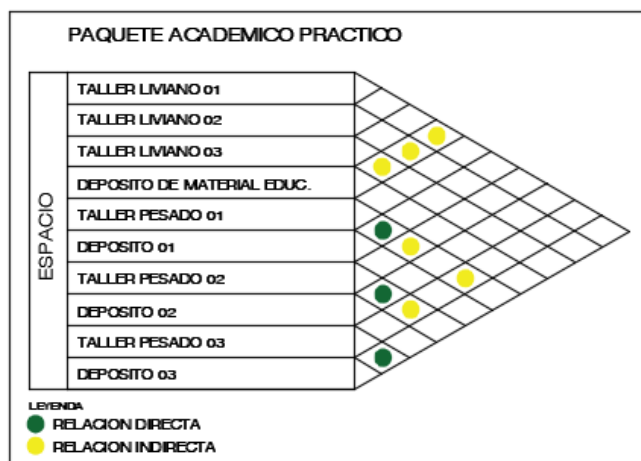 PAQUETE ACADEMICO PRACTICO
ESPACIO
TALLER LIVIANO 01
TALLER LIVIANO 02
TALLER LIVIANO 03
DEPOSITO DE MATERIAL EDUC.
TALLER PESADO 01
DEPOSITO 01
TALLER PESADO 02
DEPOSITO 02
TALLER PESADO 03
DEPOSITO 03
LEYENDA
RELACION DIRECTA
RELACION INDIRECTA